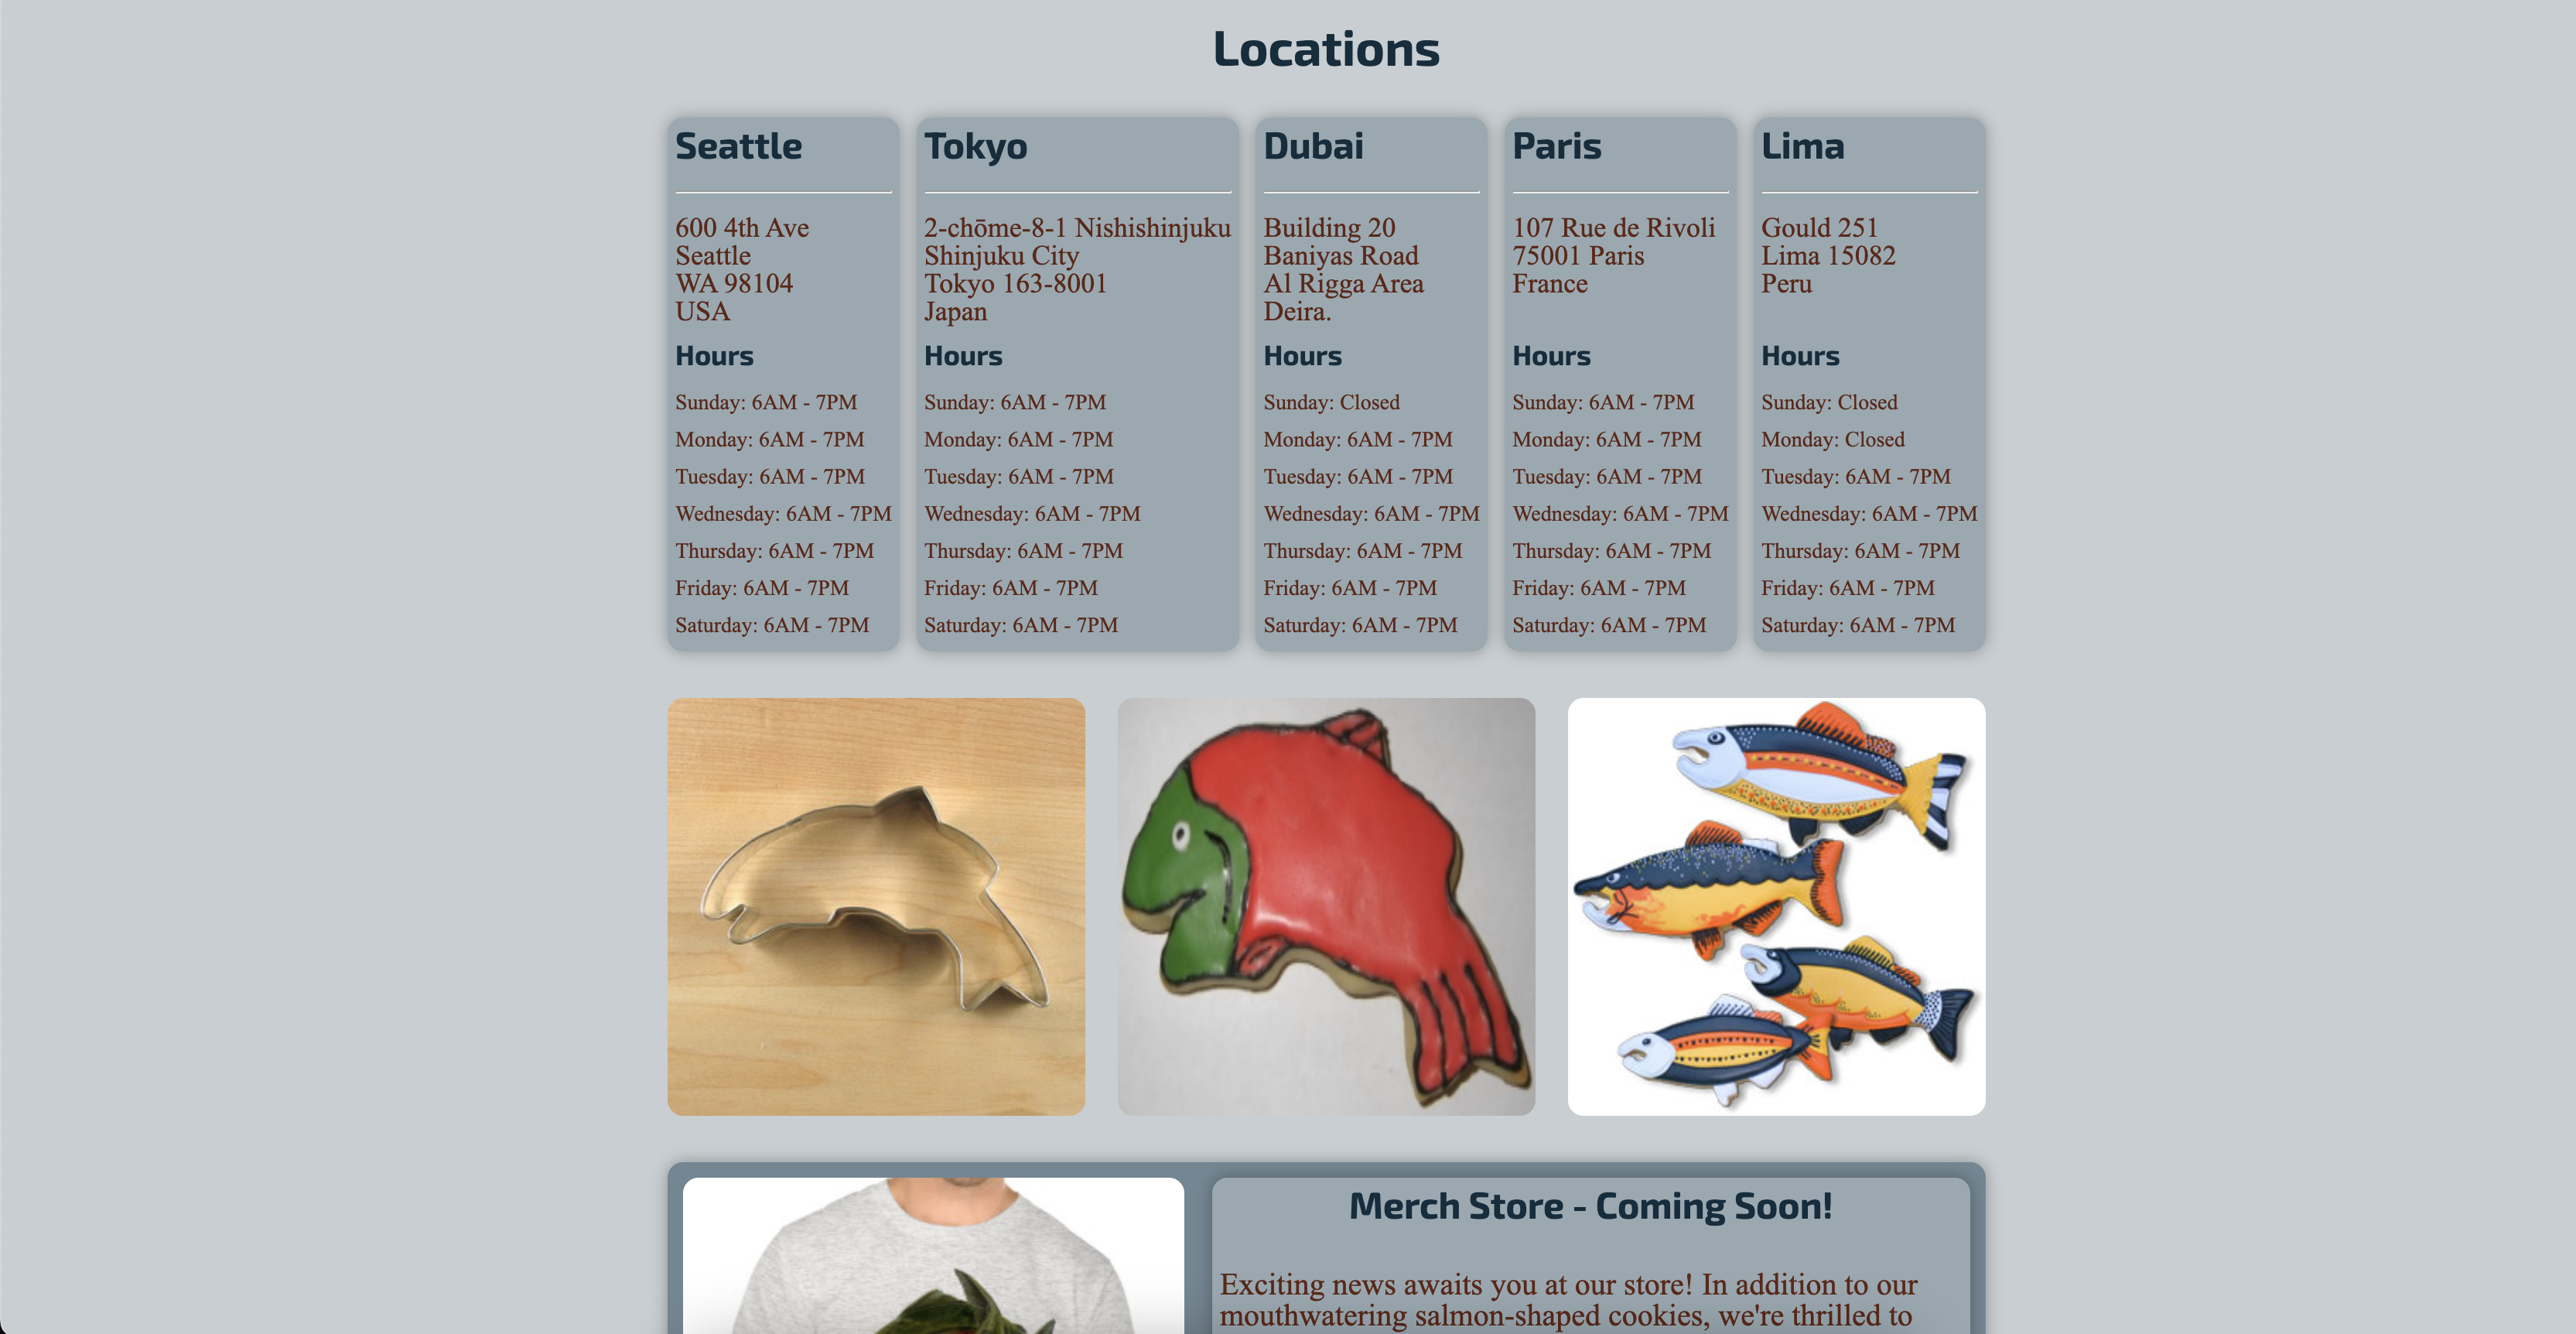 Locations
Seattle
600 4th Ave
Seattle
WA 98104
USA
Hours
Sunday: 6AM - 7PM
Monday: 6AM - 7PM
Tuesday: 6AM - 7PM
Wednesday: 6AM - 7PM
Thursday: 6AM - 7PM
Friday: 6AM - 7PM
Saturday: 6AM - 7PM
Tokyo
2-chōme-8-1 Nishishinjuku
Shinjuku City
Tokyo 163-8001
Japan
Hours
Sunday: 6AM - 7PM
Monday: 6AM - 7PM
Tuesday: 6AM - 7PM
Wednesday: 6AM - 7PM
Thursday: 6AM - 7PM
Friday: 6AM - 7PM
Saturday: 6AM - 7PM
Dubai
Building 20
Baniyas Road
Al Rigga Area
Deira.
Hours
Sunday: Closed
Monday: 6AM - 7PM
Tuesday: 6AM - 7PM
Wednesday: 6AM - 7PM
Thursday: 6AM - 7PM
Friday: 6AM - 7PM
Saturday: 6AM - 7PM
Paris
107 Rue de Rivoli
75001 Paris
France
Hours
Sunday: 6AM - 7PM
Monday: 6AM - 7PM
Tuesday: 6AM - 7PM
Wednesday: 6AM - 7PM
Thursday: 6AM - 7PM
Friday: 6AM - 7PM
Saturday: 6AM - 7PM
Lima
Gould 251
Lima 15082
Peru
Hours
Sunday: Closed
Monday: Closed
Tuesday: 6AM - 7PM
Wednesday: 6AM - 7PM
Thursday: 6AM - 7PM
Friday: 6AM - 7PM
Saturday: 6AM - 7PM
Merch Store - Coming Soon!
Exciting news awaits you at our store! In addition to our
mouthwatering salmon-shaped cookies, we're thrilled to